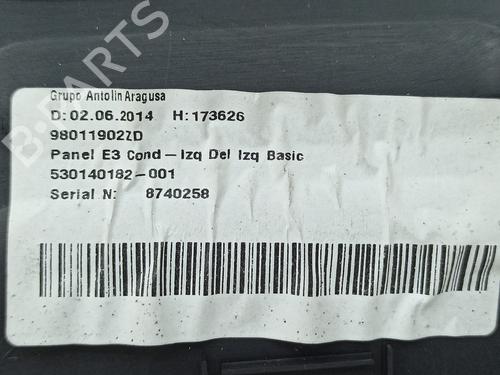 Grupo Antolin Aragusa
D: 02.06.2014 H: 173626
98011902ZD
Panel E3 Cond-Izq Del Izq Basic
530140182-001
Serial N: 8740258
B-PARTS